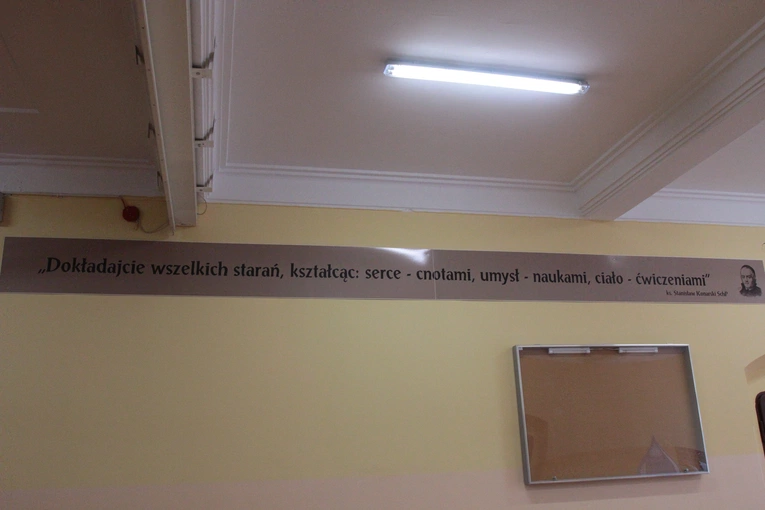 „Dokładajcie wszelkich starań, kształcąc: serce - cnotami, umysł - naukami, ciało - ćwiczeniami”
ks. Stanisław Konarski SchP